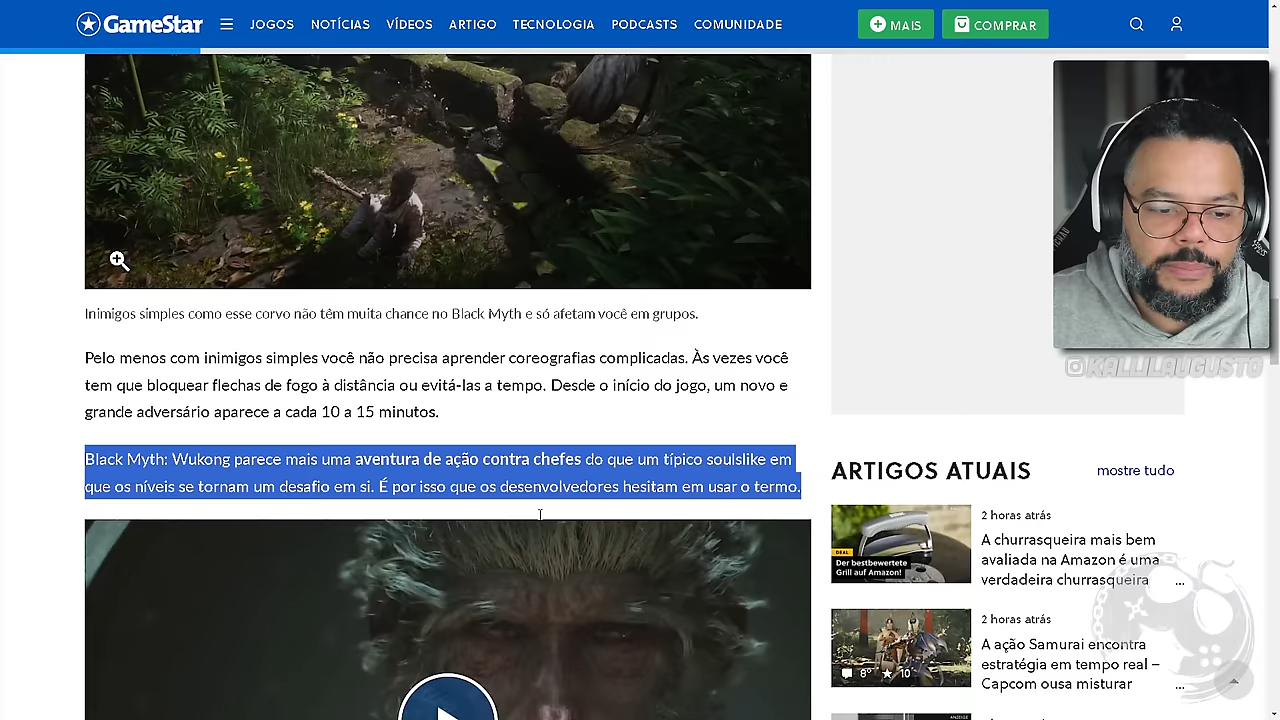 GameStar
JOGOS
NOTÍCIAS
VÍDEOS
ARTIGO
TECNOLOGIA
PODCASTS
COMUNIDADE
MAIS
COMPRAR
Inimigos simples como esse corvo não têm muita chance no Black Myth e só afetam você em grupos.
Pelo menos com inimigos simples você não precisa aprender coreografias complicadas. Às vezes você
tem que bloquear flechas de fogo à distância ou evitá-las a tempo. Desde o início do jogo, um novo e
grande adversário aparece a cada 10 a 15 minutos.
Black Myth: Wukong parece mais uma aventura de ação contra chefes do que um típico soulslike em
que os níveis se tornam um desafio em si. É por isso que os desenvolvedores hesitam em usar o termo.
@KALLILAUGUSTO
ARTIGOS ATUAIS
mostre tudo
DEAL
Der bestbewertete
Grill auf Amazon!
2 horas atrás
A churrasqueira mais bem
avaliada na Amazon é uma
verdadeira churrasqueira ...
8° 10
2 horas atrás
A ação Samurai encontra
estratégia em tempo real –
Capcom ousa misturar ...
ANZEIGE